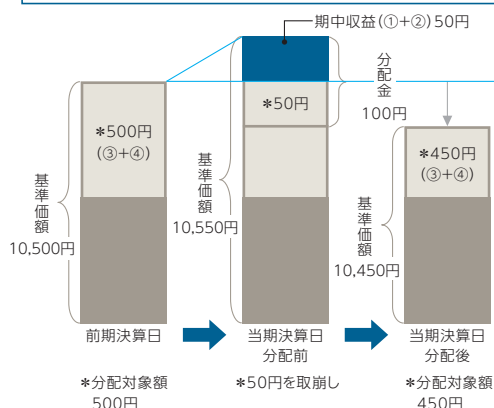 期中収益(①+②)50円
分配金
100円
*500円
(③+④)
*50円
*450円
(③+④)
基準価額
10,500円
基準価額
10,550円
基準価額
10,450円
前期決算日
当期決算日
分配前
当期決算日
分配後
*分配対象額
500円
*50円を取崩し
*分配対象額
450円